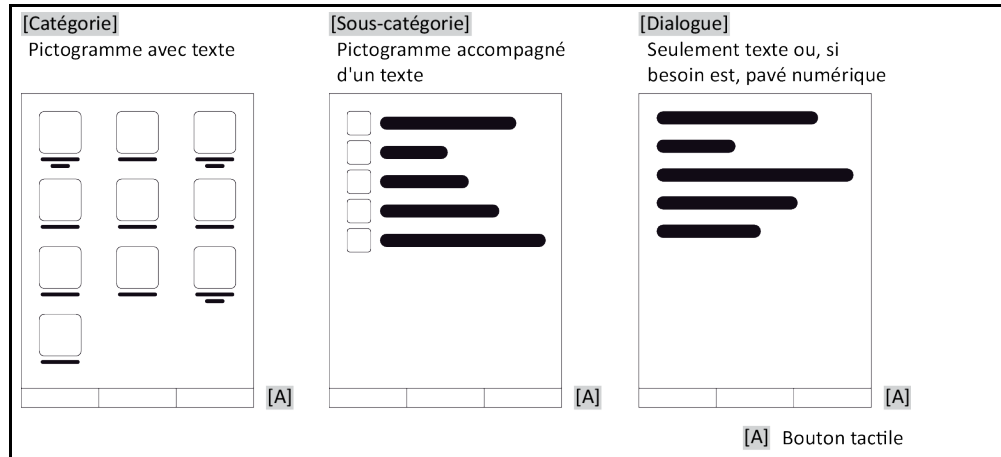 [Catégorie]
Pictogramme avec texte
[Sous-catégorie]
Pictogramme accompagné
d'un texte
[Dialogue]
Seulement texte ou, si
besoin est, pavé numérique
[A]
[A]
[A]
[A] Bouton tactile